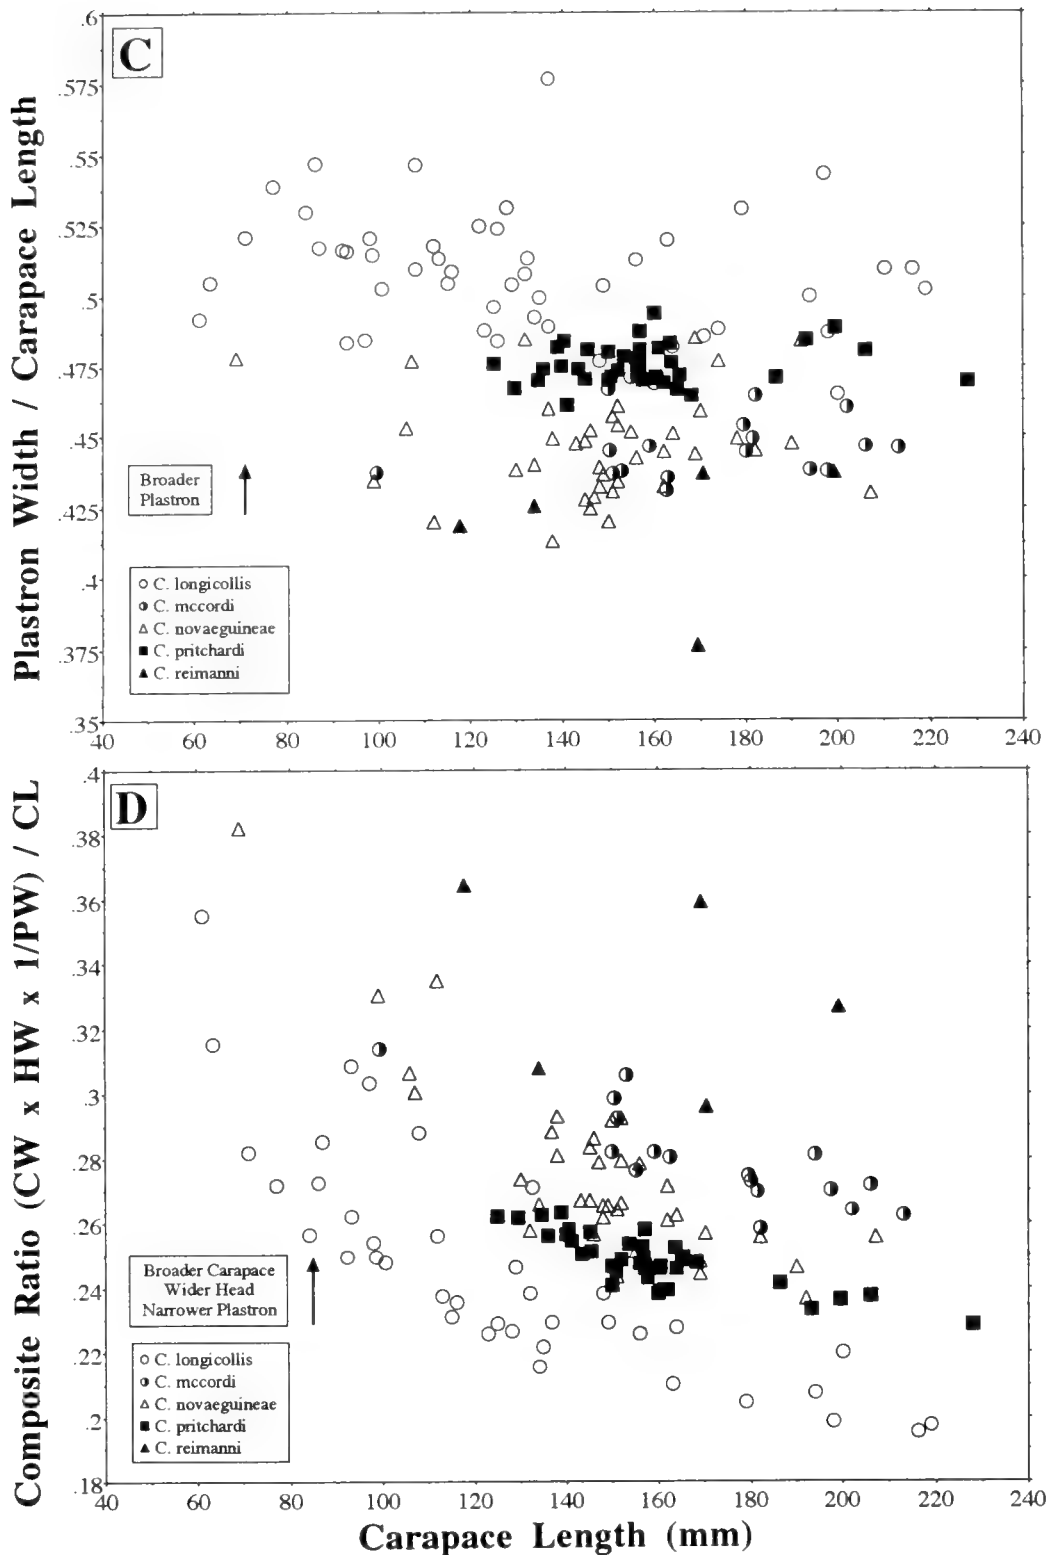 C
Plastron Width / Carapace Length
.6
.575
.55
.525
.5
.475
.45
.425
.4
.375
.35
Broader
Plastron
C. longicollis
C. mccordi
C. novaeguineae
C. pritchardi
C. reimanni
40 60 80 100 120 140 160 180 200 220 240
D
Composite Ratio (CW x HW x 1/PW) / CL
.4
.38
.36
.34
.32
.3
.28
.26
.24
.22
.2
.18
Broader Carapace
Wider Head
Narrower Plastron
C. longicollis
C. mccordi
C. novaeguineae
C. pritchardi
C. reimanni
40 60 80 100 120 140 160 180 200 220 240
Carapace Length (mm)